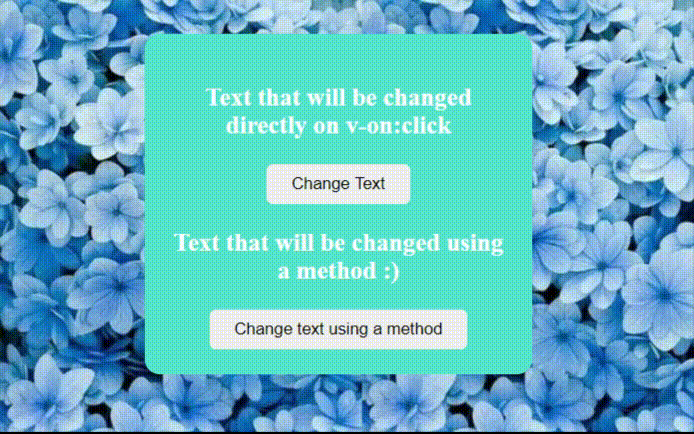 Text that will be changed
directly on v-on:click
Change Text
Text that will be changed using
a method :)
Change text using a method